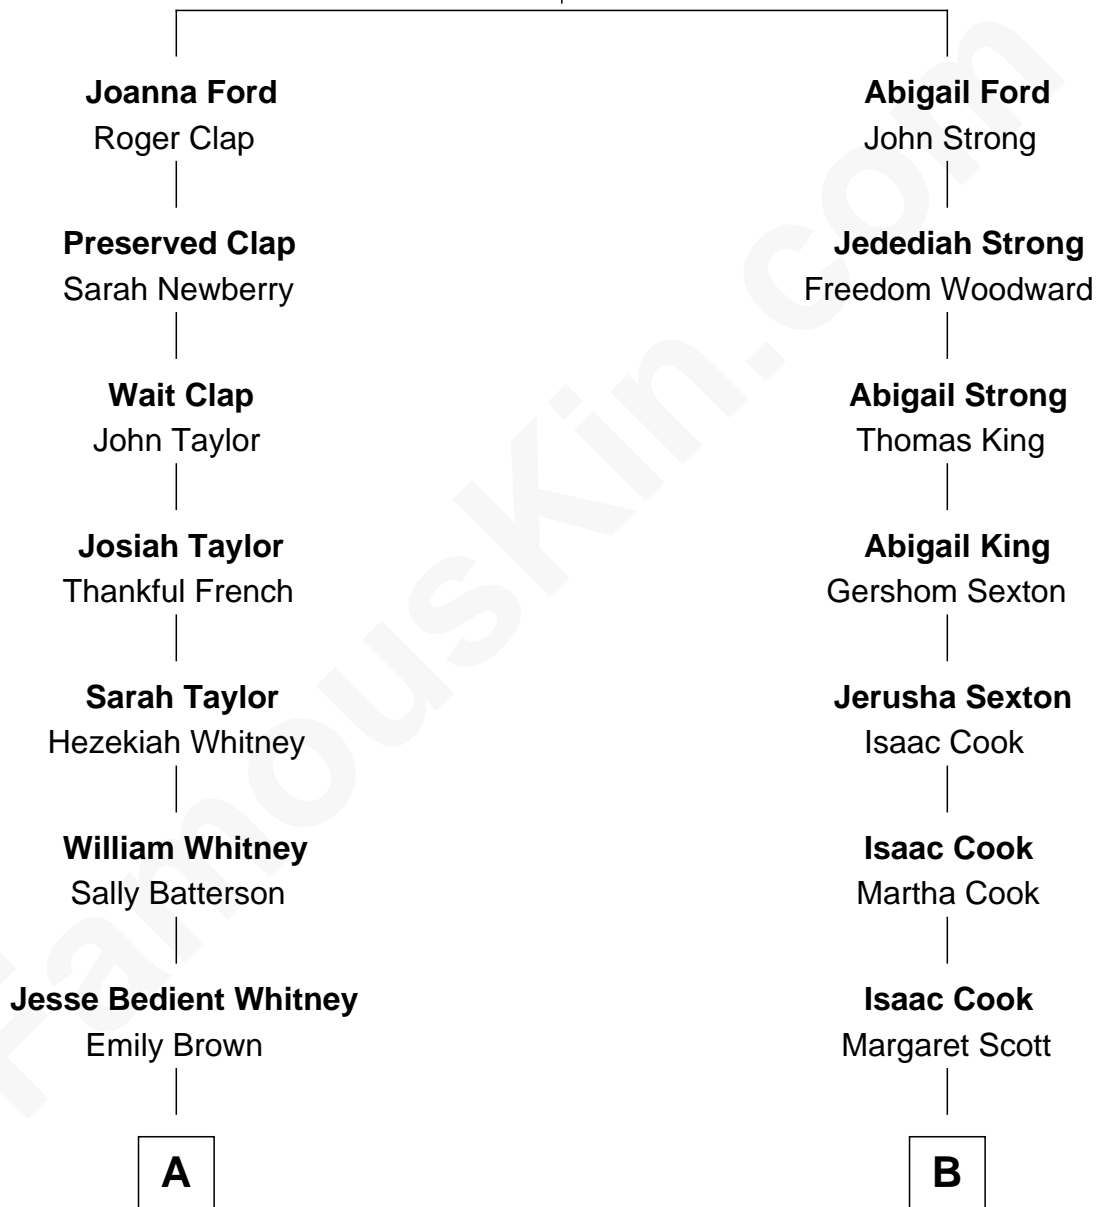 Joanna Ford
Roger Clap
Preserved Clap
Sarah Newberry
Wait Clap
John Taylor
Josiah Taylor
Thankful French
Sarah Taylor
Hezekiah Whitney
William Whitney
Sally Batterson
Jesse Bedient Whitney
Emily Brown
A
Abigail Ford
John Strong
Jedediah Strong
Freedom Woodward
Abigail Strong
Thomas King
Abigail King
Gershom Sexton
Jerusha Sexton
Isaac Cook
Isaac Cook
Martha Cook
Isaac Cook
Margaret Scott
B
FamousKin.com